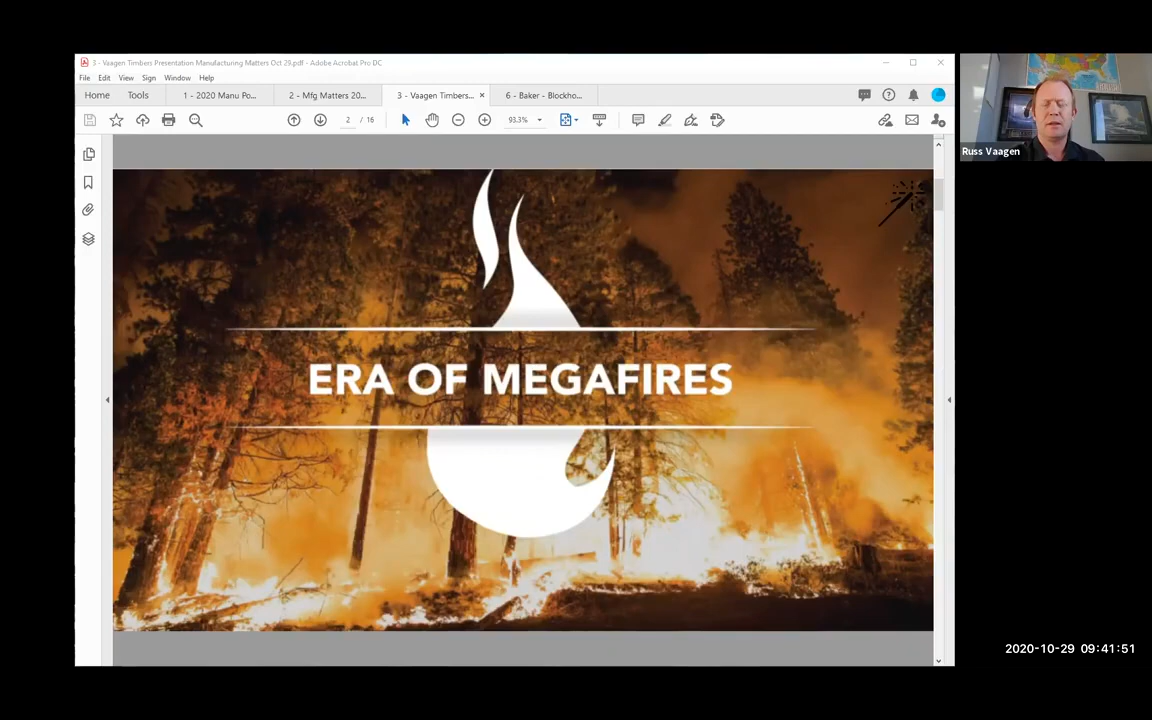 3 - Vaagen Timbers Presentation Manufacturing Matters Oct 29.pdf - Adobe Acrobat Pro DC
File Edit View Sign Window Help
Home Tools 1 - 2020 Manu Po... 2 - Mfg Matters 20... 3 - Vaagen Timbers... × 6 - Baker - Blockho...
2 / 16 93.3%
Russ Vaagen
ERA OF MEGAFIRES
2020-10-29 09:41:51